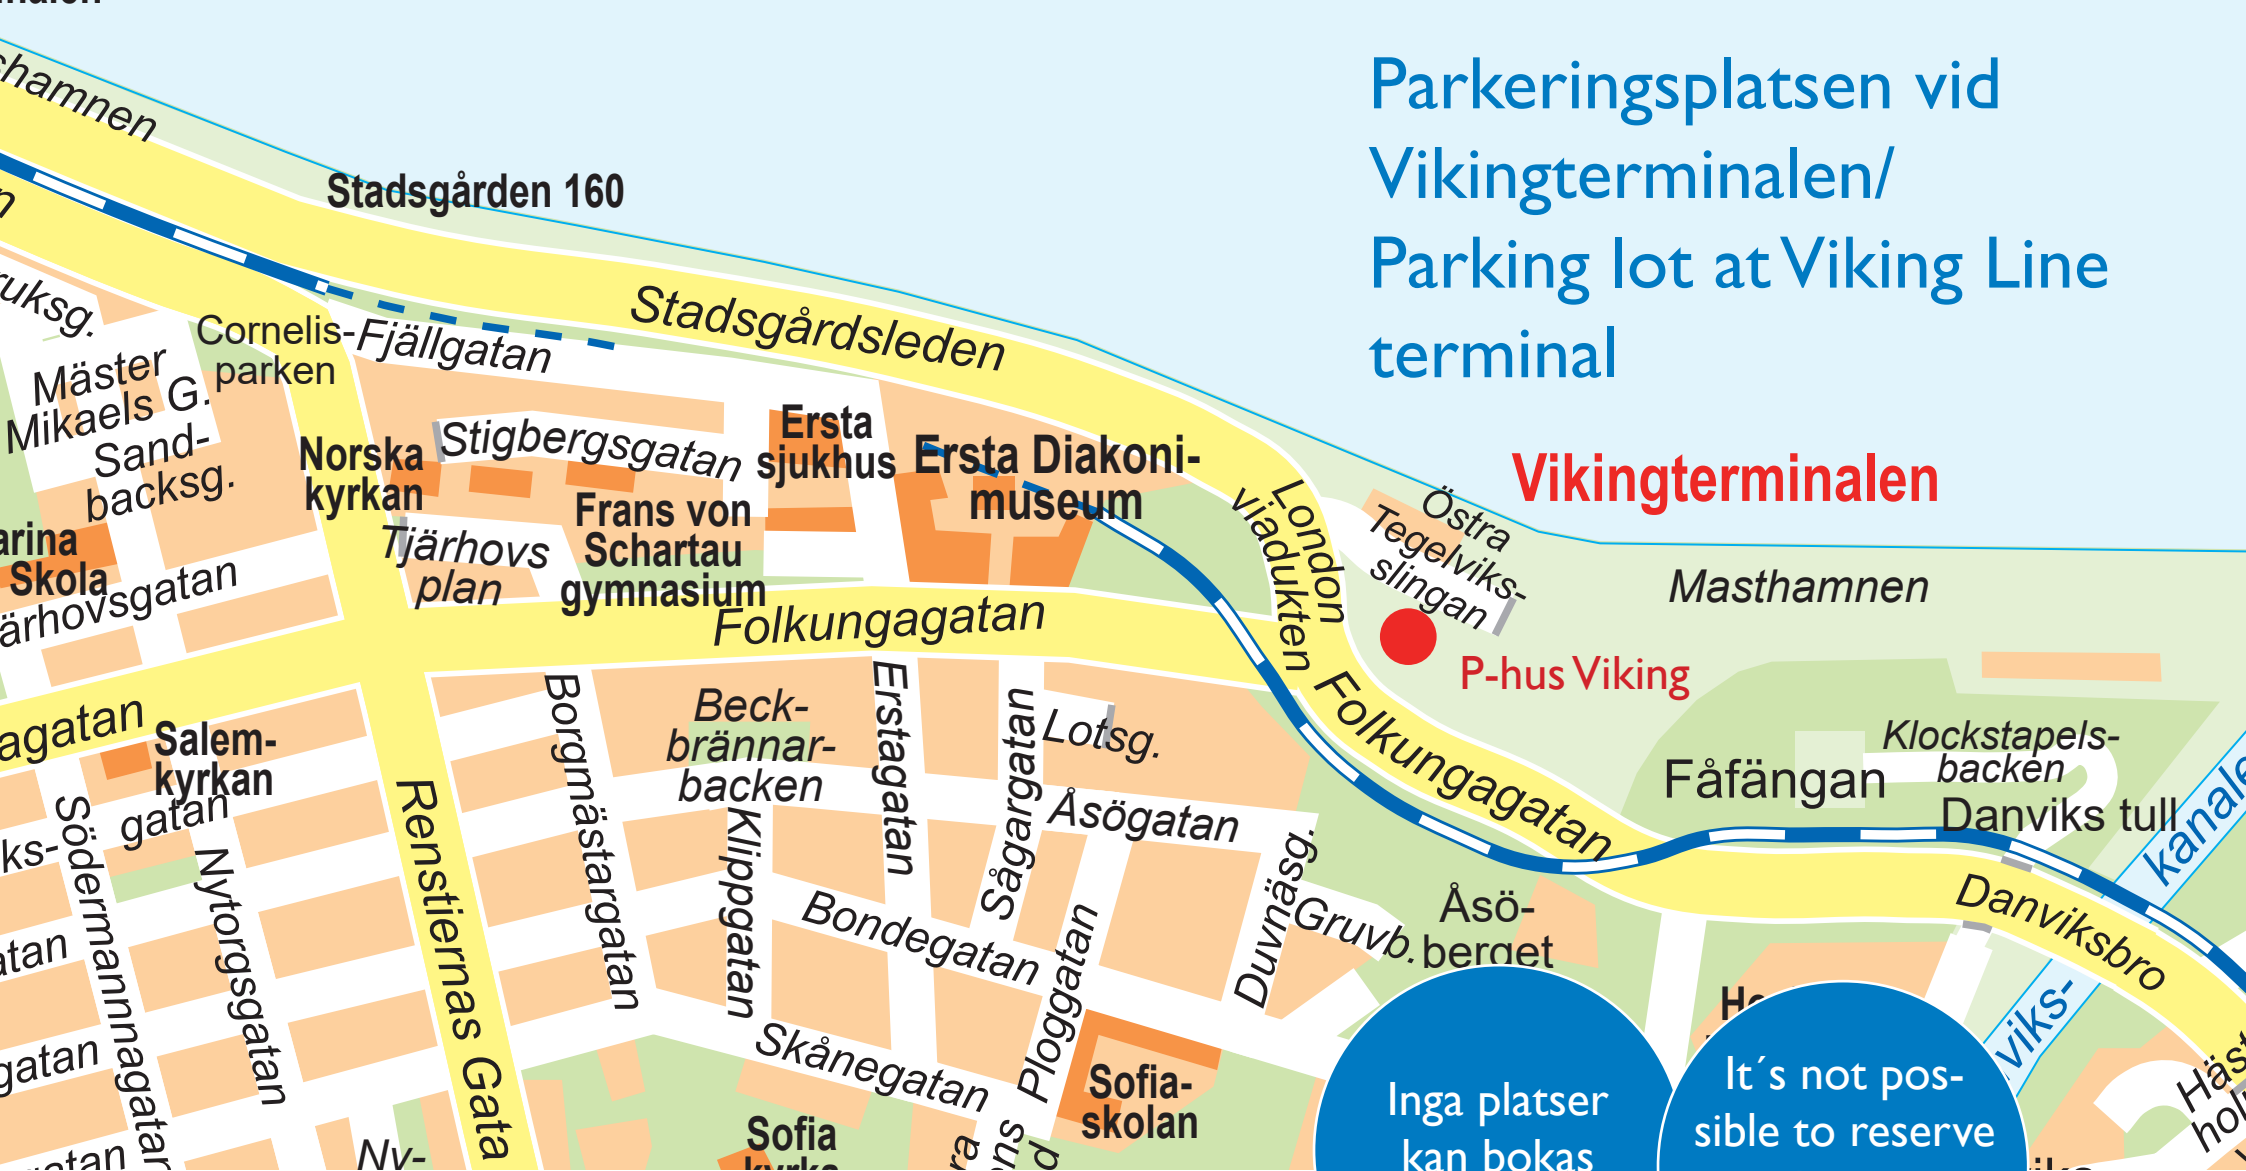 Parkeringsplatsen vid
Vikingterminalen/
Parking lot at Viking Line
terminal
Vikingterminalen
Stadsgården 160
Stadsgårdsleden
Cornelis-
parken
Fjällgatan
Mäster
Mikaels G.
Sand-
backsg.
Norska
kyrkan
Stigbergsgatan
Ersta
sjukhus
Ersta Diakoni-
museum
Frans von
Schartau
gymnasium
Tjärhovs
plan
Skola
Folkungagatan
London
viadukten
Östra
Tegelviks-
slingan
Masthamnen
P-hus Viking
Folkungagatan
Fåfängan
Klockstapels-
backen
Danviks tull
Danviksbro
Salem-
kyrkan
gatan
Södermannnagatan
Nytorgsgatan
Renstiernas Gata
Borgmästargatan
Beck-
brännar-
backen
Klippgatan
Erstagatan
Sågargatan
Lotsg.
Åsögatan
Bondegatan
Ploggatan
Duvnäsg.
Gruvb.
Åsö-
berget
Skånegatan
Sofia-
skolan
Sofia
kyrka
Inga platser
kan bokas
It´s not pos-
sible to reserve